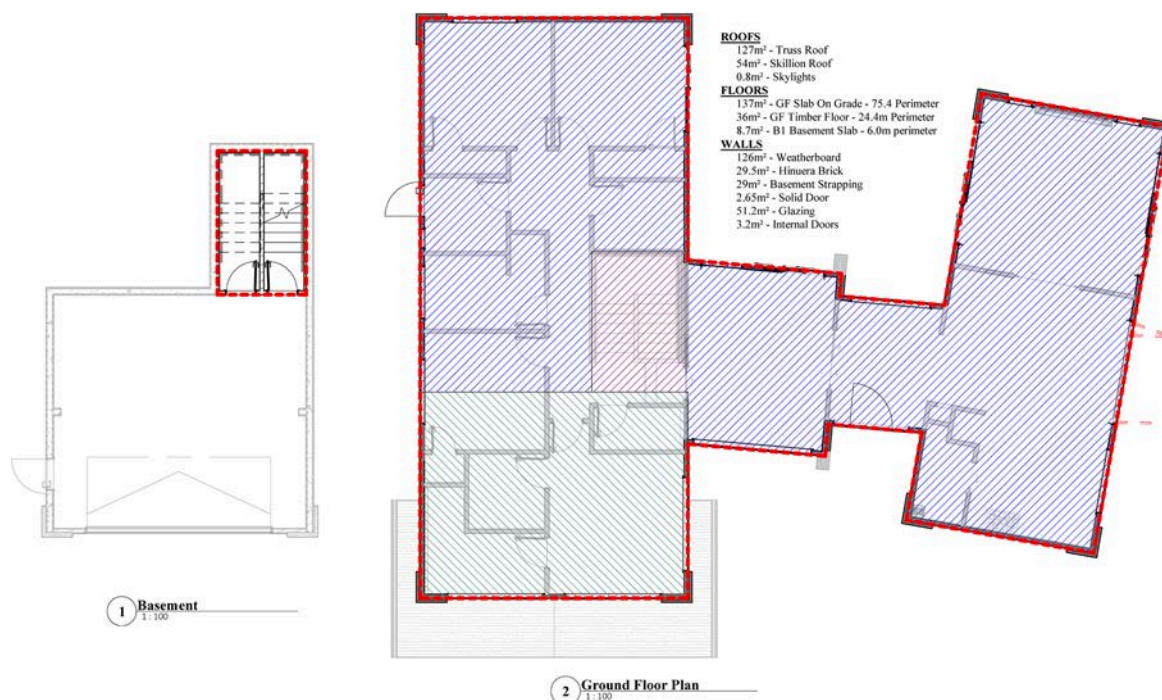 ROOFS
127m² - Truss Roof
54m² - Skillion Roof
0.8m² - Skylights
FLOORS
137m² - GF Slab On Grade - 75.4 Perimeter
36m² - GF Timber Floor - 24.4m Perimeter
8.7m² - B1 Basement Slab - 6.0m perimeter
WALLS
126m² - Weatherboard
29.5m² - Hinuera Brick
29m² - Basement Strapping
2.65m² - Solid Door
51.2m² - Glazing
3.2m² - Internal Doors
1 Basement
1 : 100
2 Ground Floor Plan
1 : 100